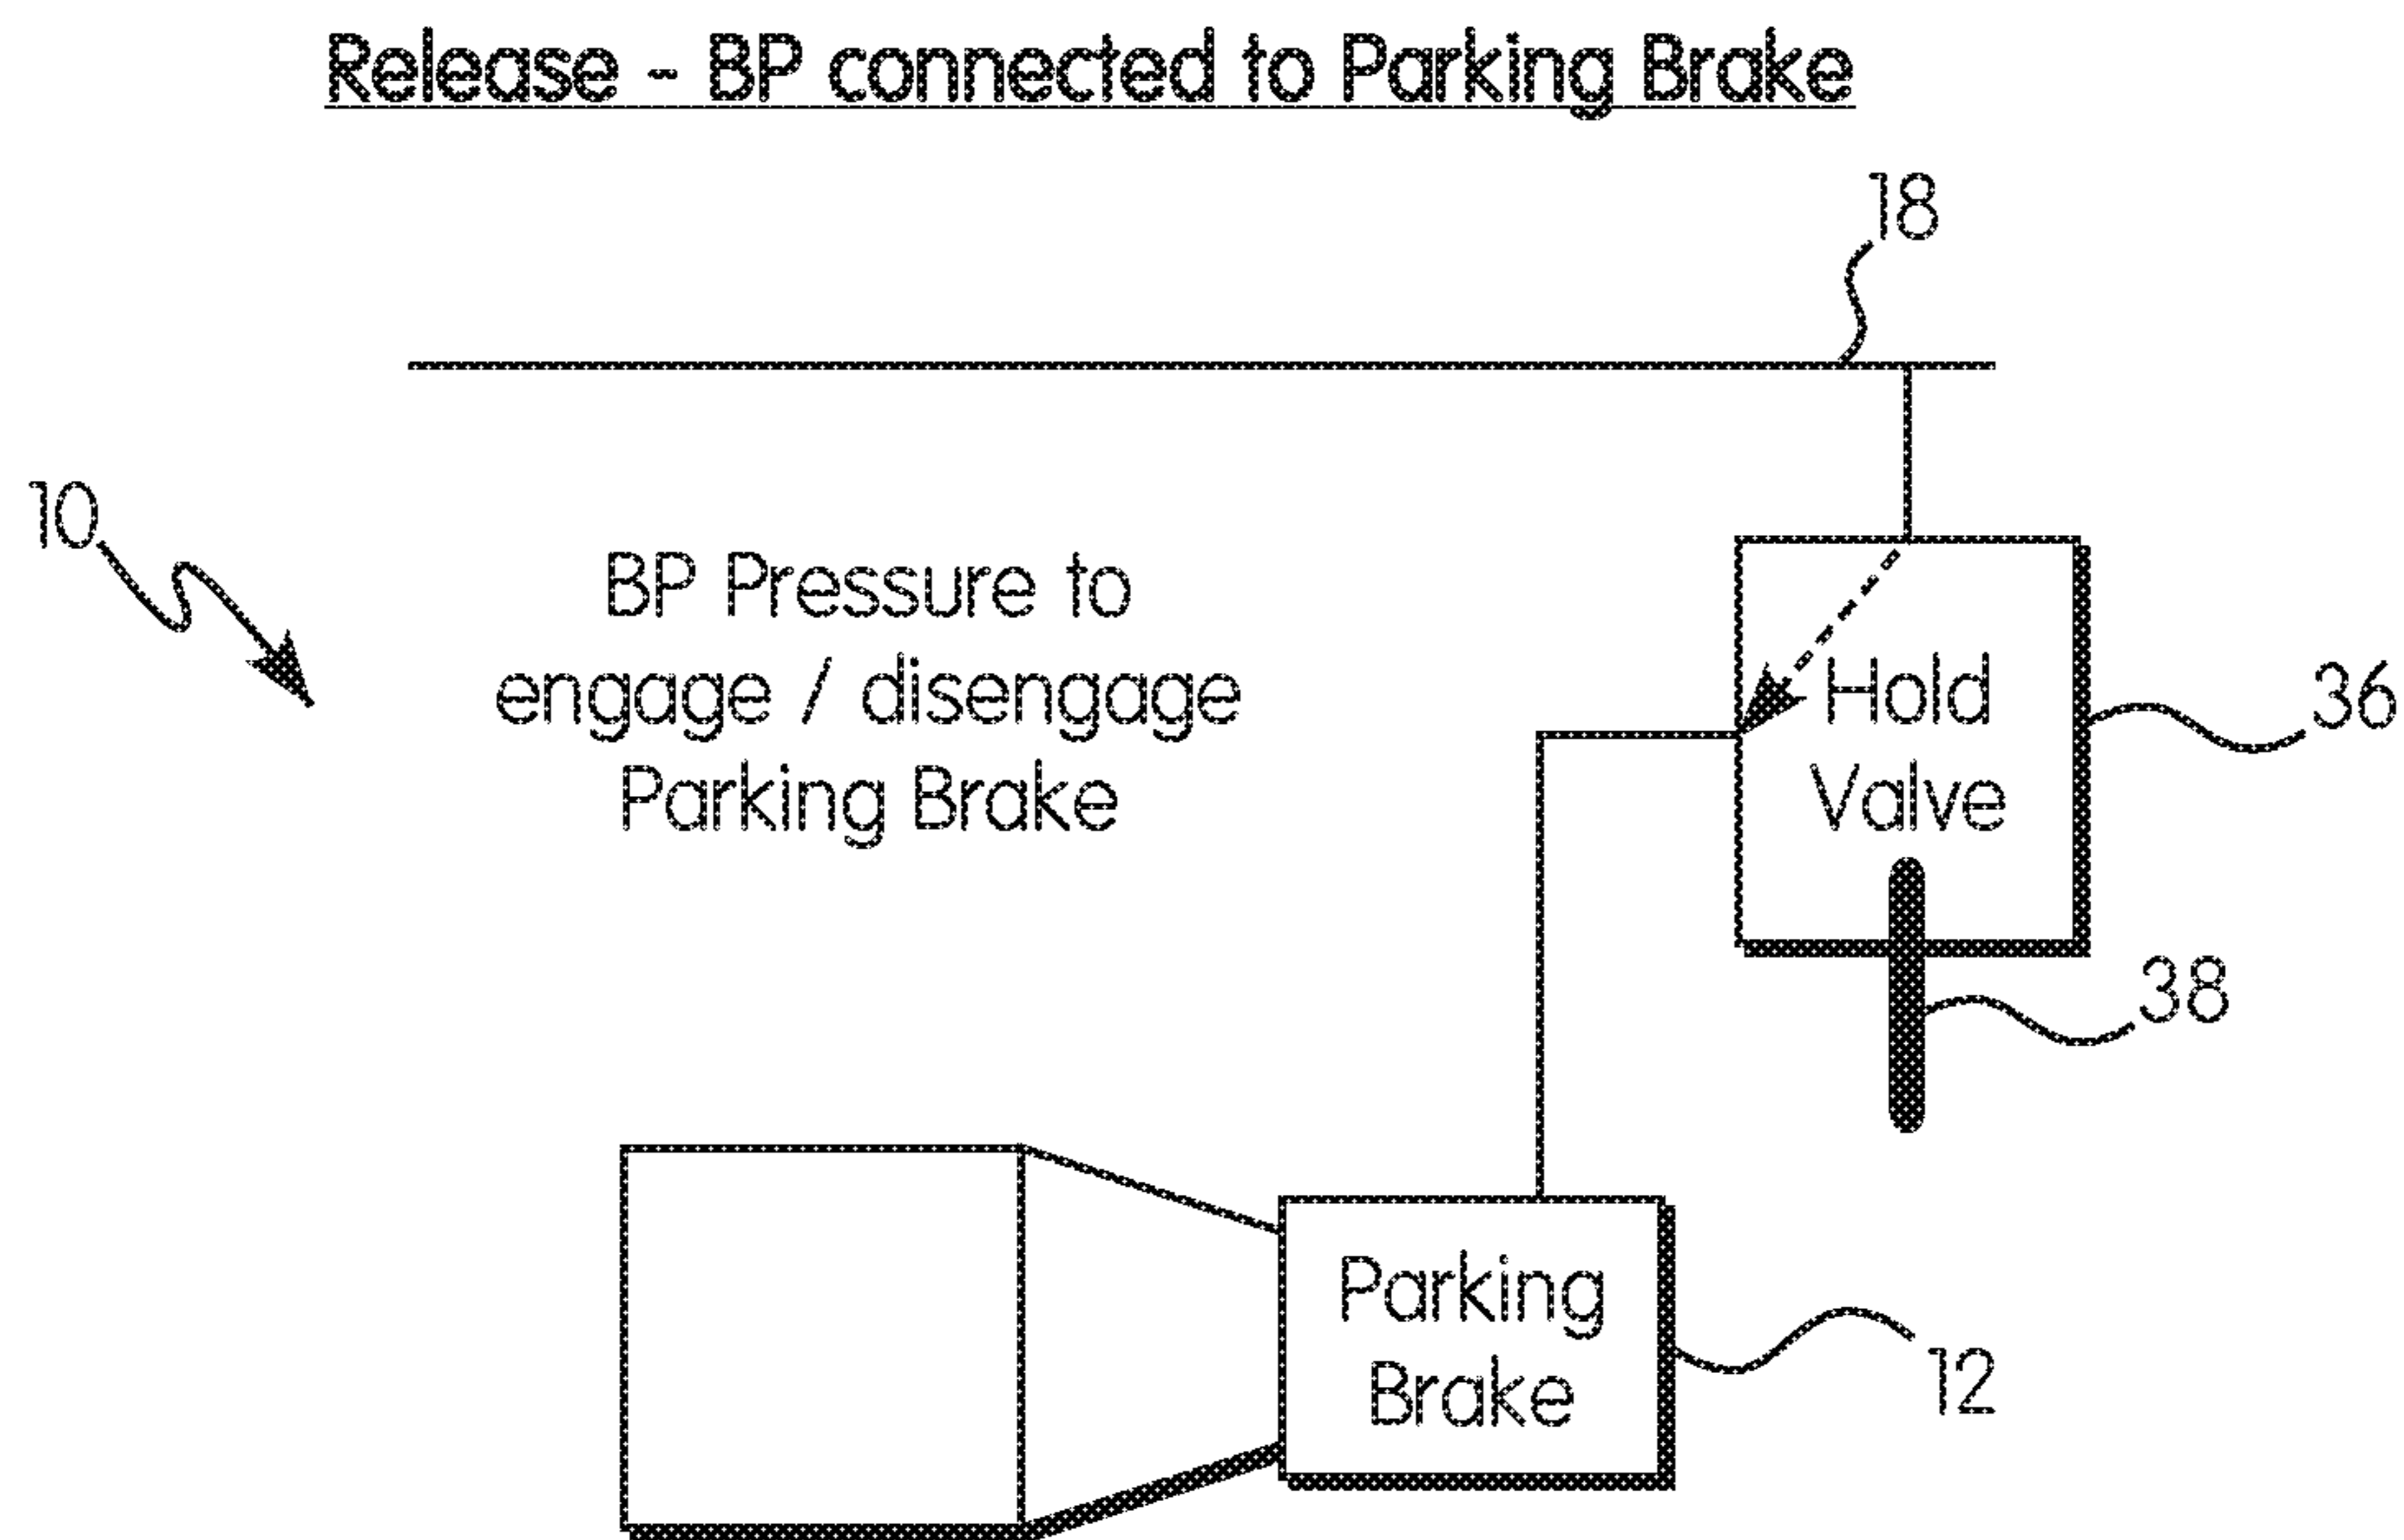 Release - BP connected to Parking Brake
18
10
BP Pressure to
engage / disengage
Parking Brake
Hold
Valve
36
38
Parking
Brake
12